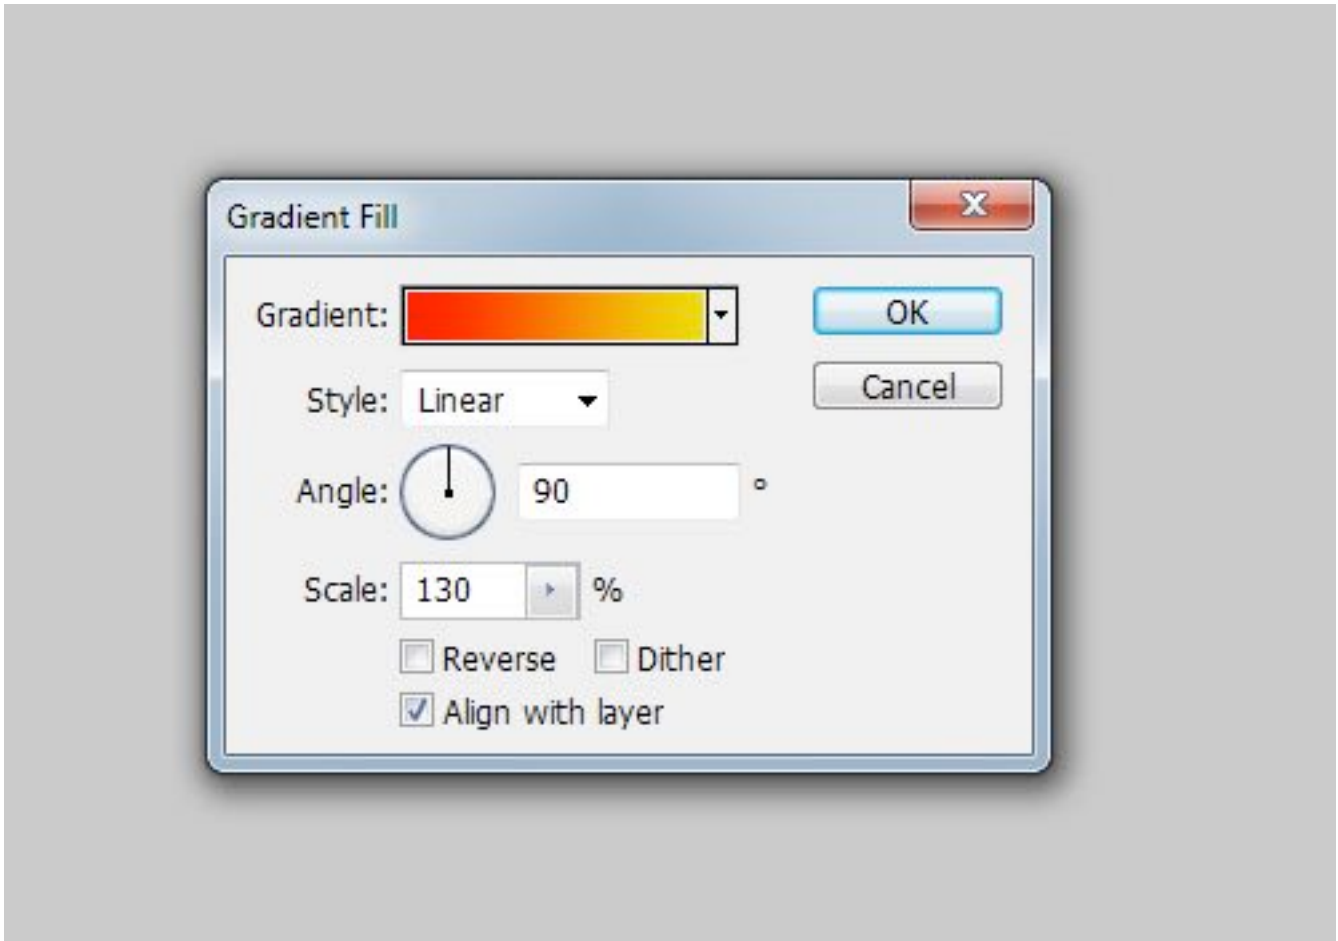 Gradient Fill
Gradient:
OK
Style: Linear
Cancel
Angle: 90 °
Scale: 130 %
Reverse Dither
Align with layer